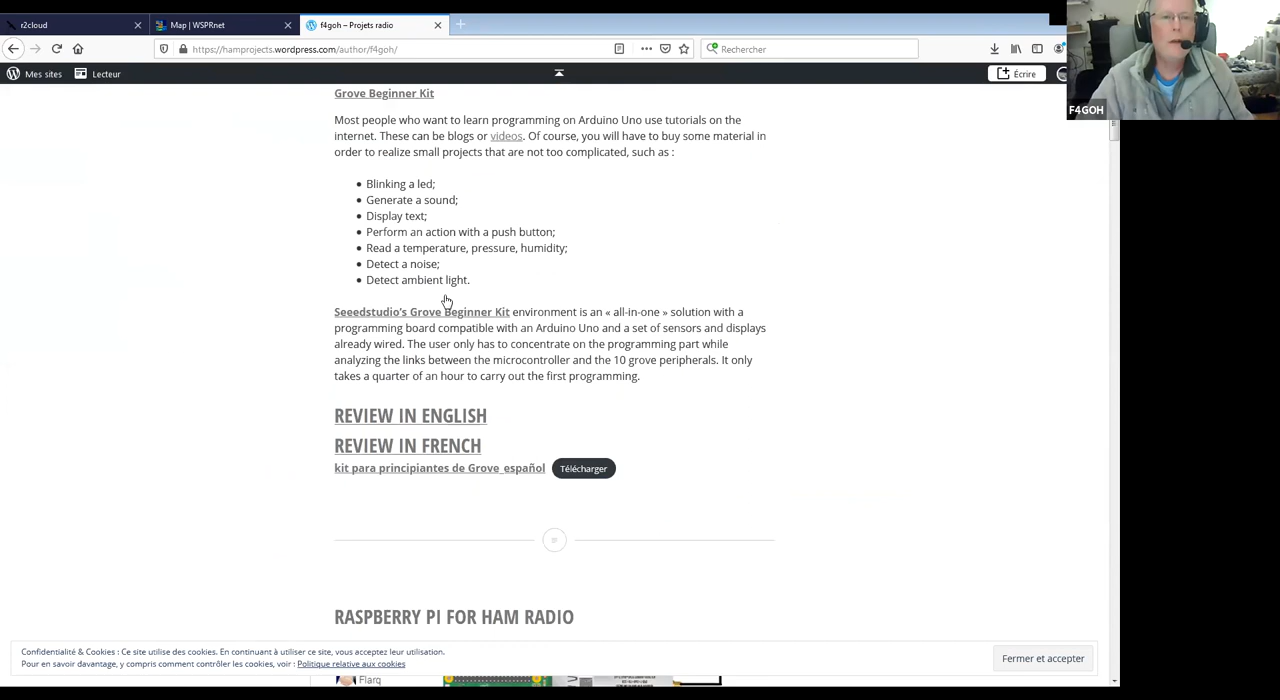 r2cloud
Map | WSPRnet
f4goh – Projets radio
https://hamprojects.wordpress.com/author/f4goh/
Rechercher
Mes sites
Lecteur
Écrire
F4GOH
Grove Beginner Kit
Most people who want to learn programming on Arduino Uno use tutorials on the
internet. These can be blogs or videos. Of course, you will have to buy some material in
order to realize small projects that are not too complicated, such as :
Blinking a led;
Generate a sound;
Display text;
Perform an action with a push button;
Read a temperature, pressure, humidity;
Detect a noise;
Detect ambient light.
Seeedstudio's Grove Beginner Kit environment is an « all-in-one » solution with a
programming board compatible with an Arduino Uno and a set of sensors and displays
already wired. The user only has to concentrate on the programming part while
analyzing the links between the microcontroller and the 10 grove peripherals. It only
takes a quarter of an hour to carry out the first programming.
REVIEW IN ENGLISH
REVIEW IN FRENCH
kit para principiantes de Grove_español Télécharger
RASPBERRY PI FOR HAM RADIO
Confidentialité & Cookies : Ce site utilise des cookies. En continuant à utiliser ce site, vous acceptez leur utilisation.
Pour en savoir davantage, y compris comment contrôler les cookies, voir : Politique relative aux cookies
Fermer et accepter
Flarq